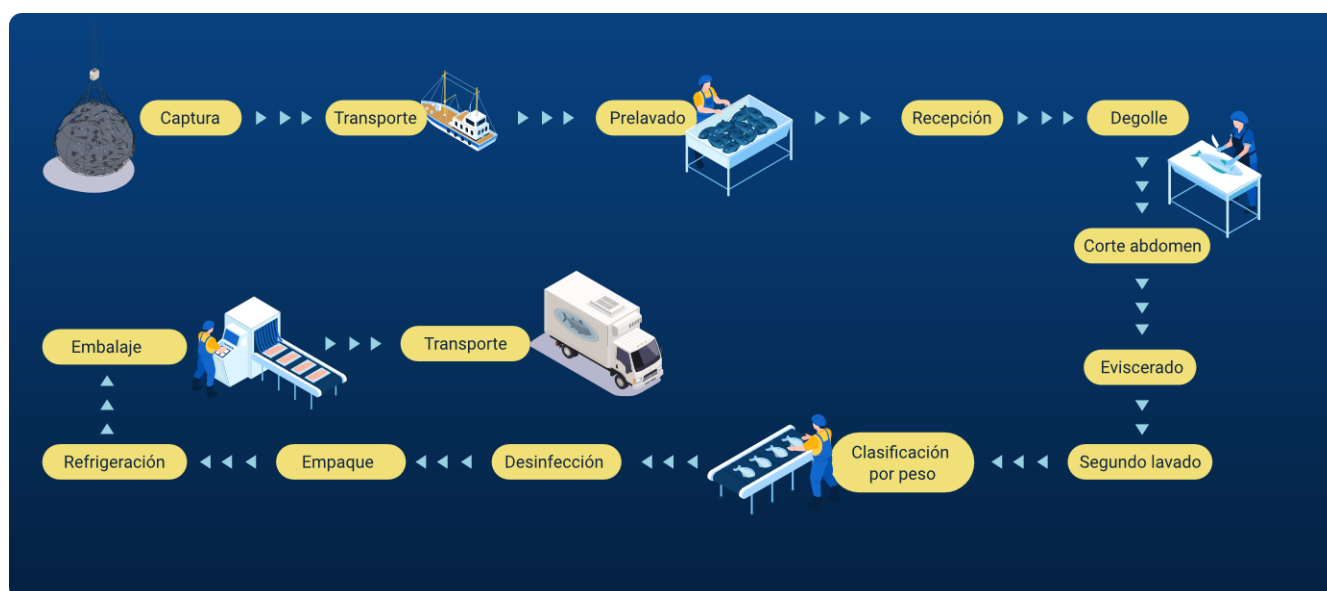 Captura
Transporte
Prelavado
Recepción
Degolle
Corte abdomen
Eviscerado
Segundo lavado
Clasificación
por peso
Desinfección
Empaque
Refrigeración
Embalaje
Transporte